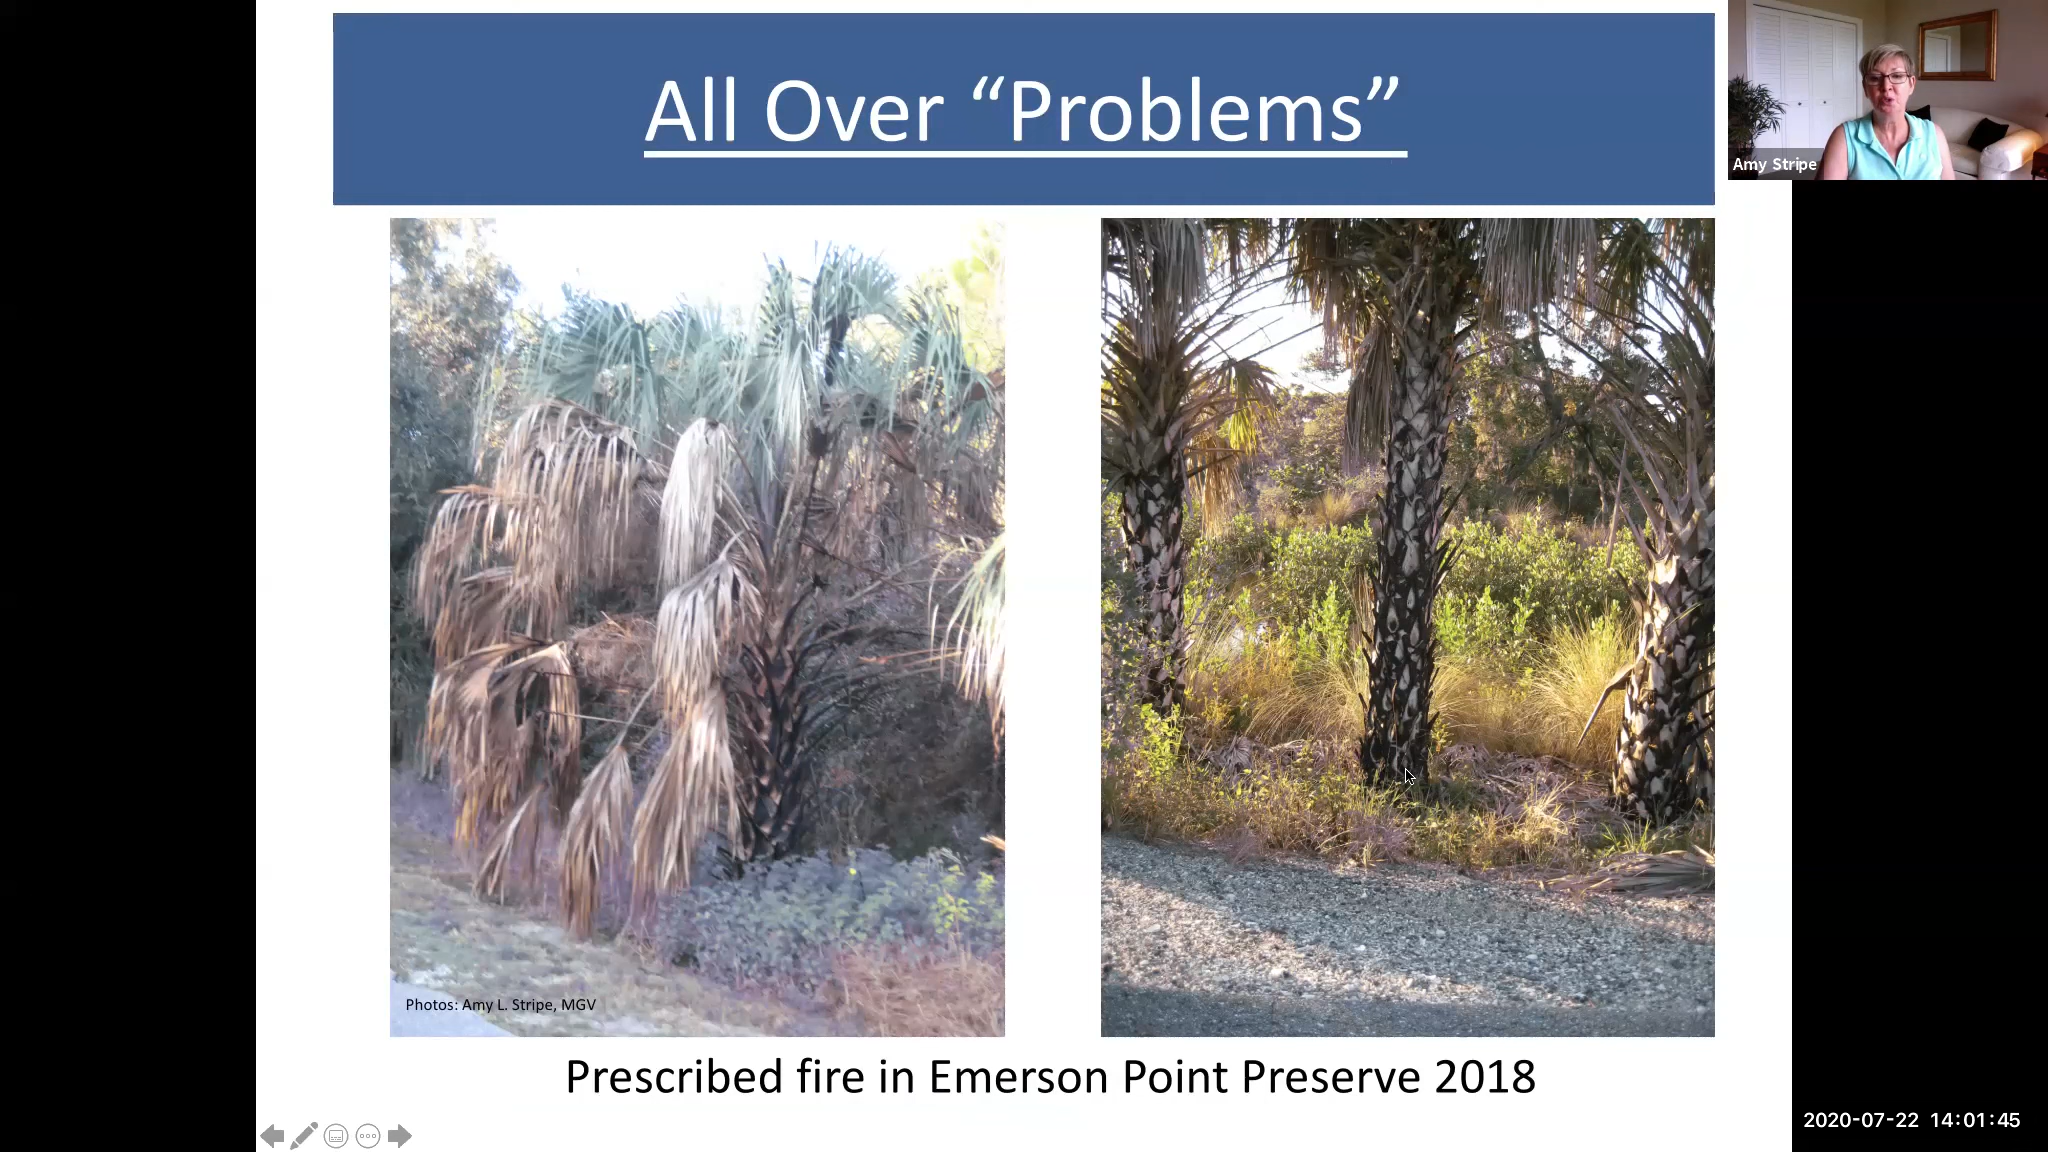 All Over “Problems”
Amy Stripe
Photos: Amy L. Stripe, MGV
Prescribed fire in Emerson Point Preserve 2018
2020-07-22 14:01:45